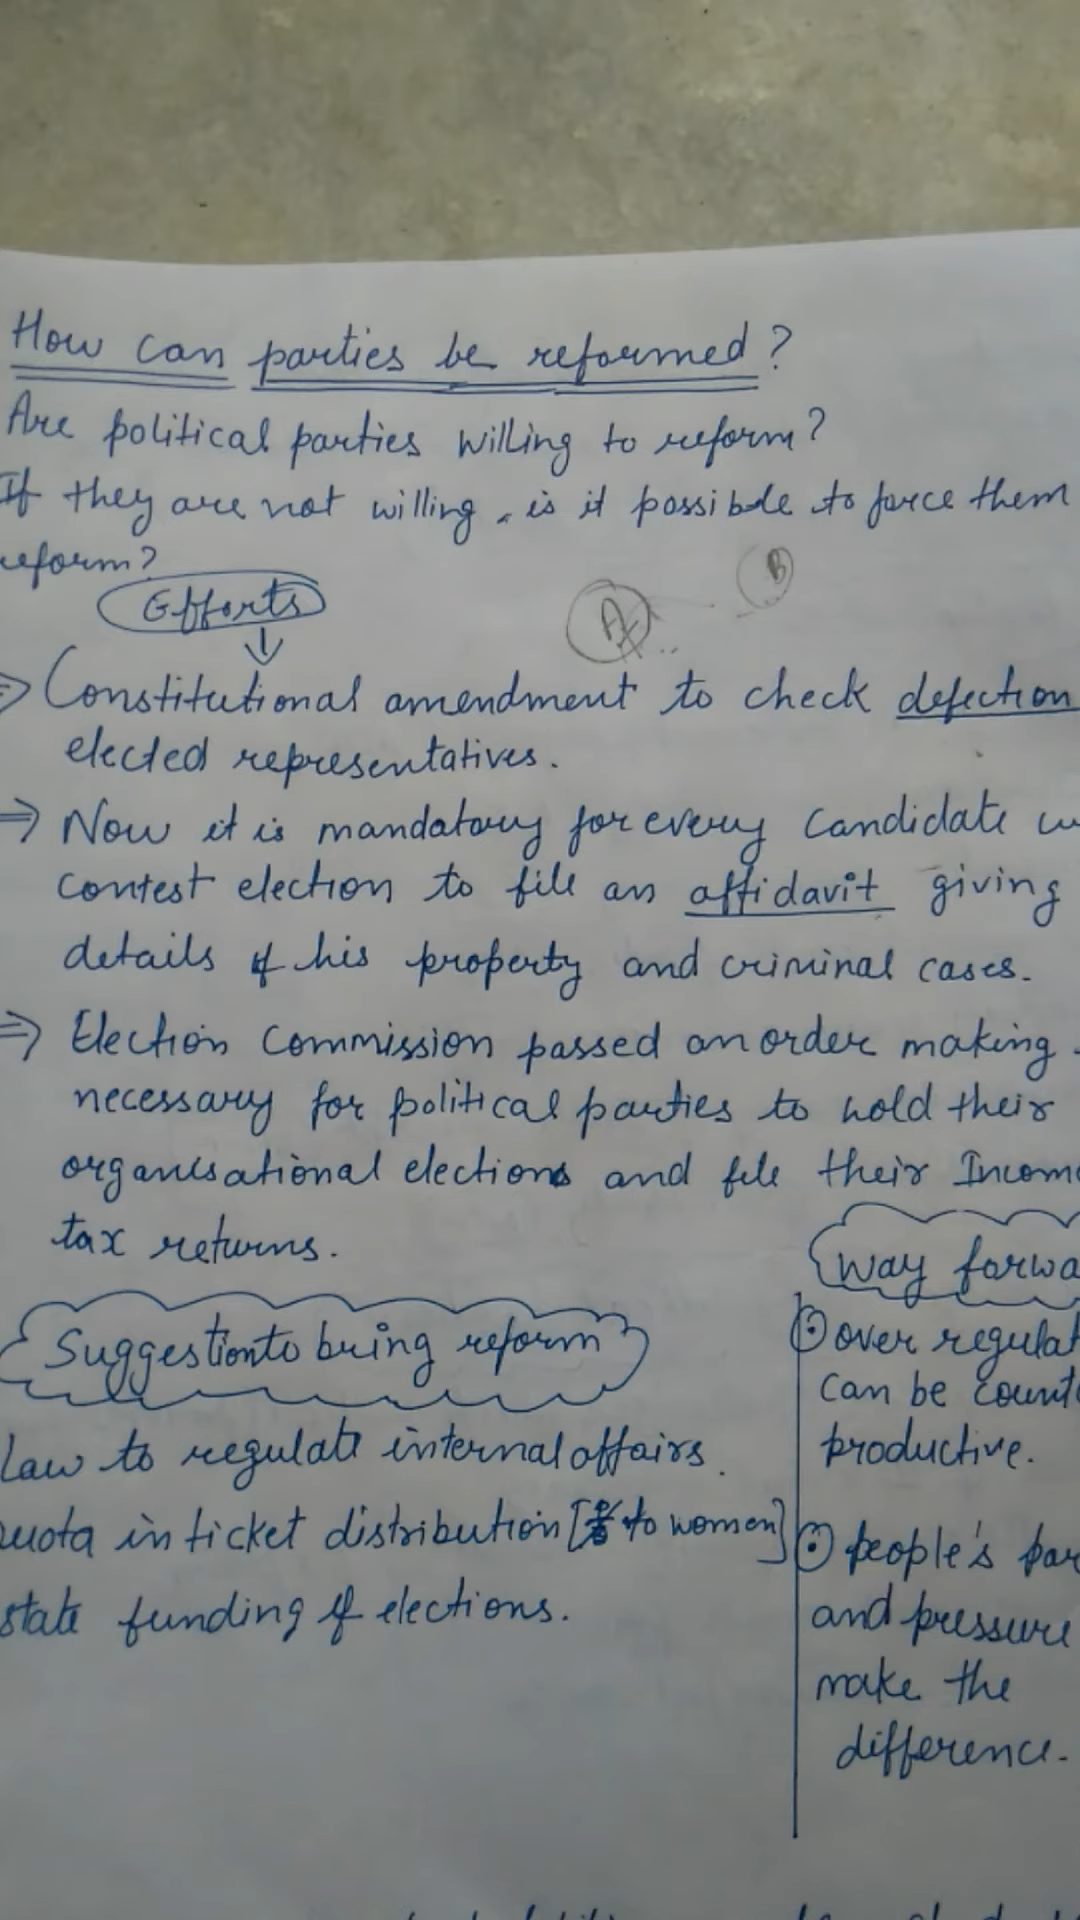 How can parties be reformed?
Are political parties willing to reform?
If they are not willing, is it possible to force them
reform?
Efforts
B
A
⇒ Constitutional amendment to check defection
elected representatives.
⇒ Now it is mandatory for every candidate
contest election to file an affidavit giving
details of his property and criminal cases.
⇒ Election Commission passed an order making
necessary for political parties to hold their
organisational elections and file their Income
tax returns.
Suggestion to bring reform
Law to regulate internal affairs.
quota in ticket distribution [to women]
state funding of elections.
Way forwa
over regulat
can be count
productive.
people's par
and pressure
make the
difference.